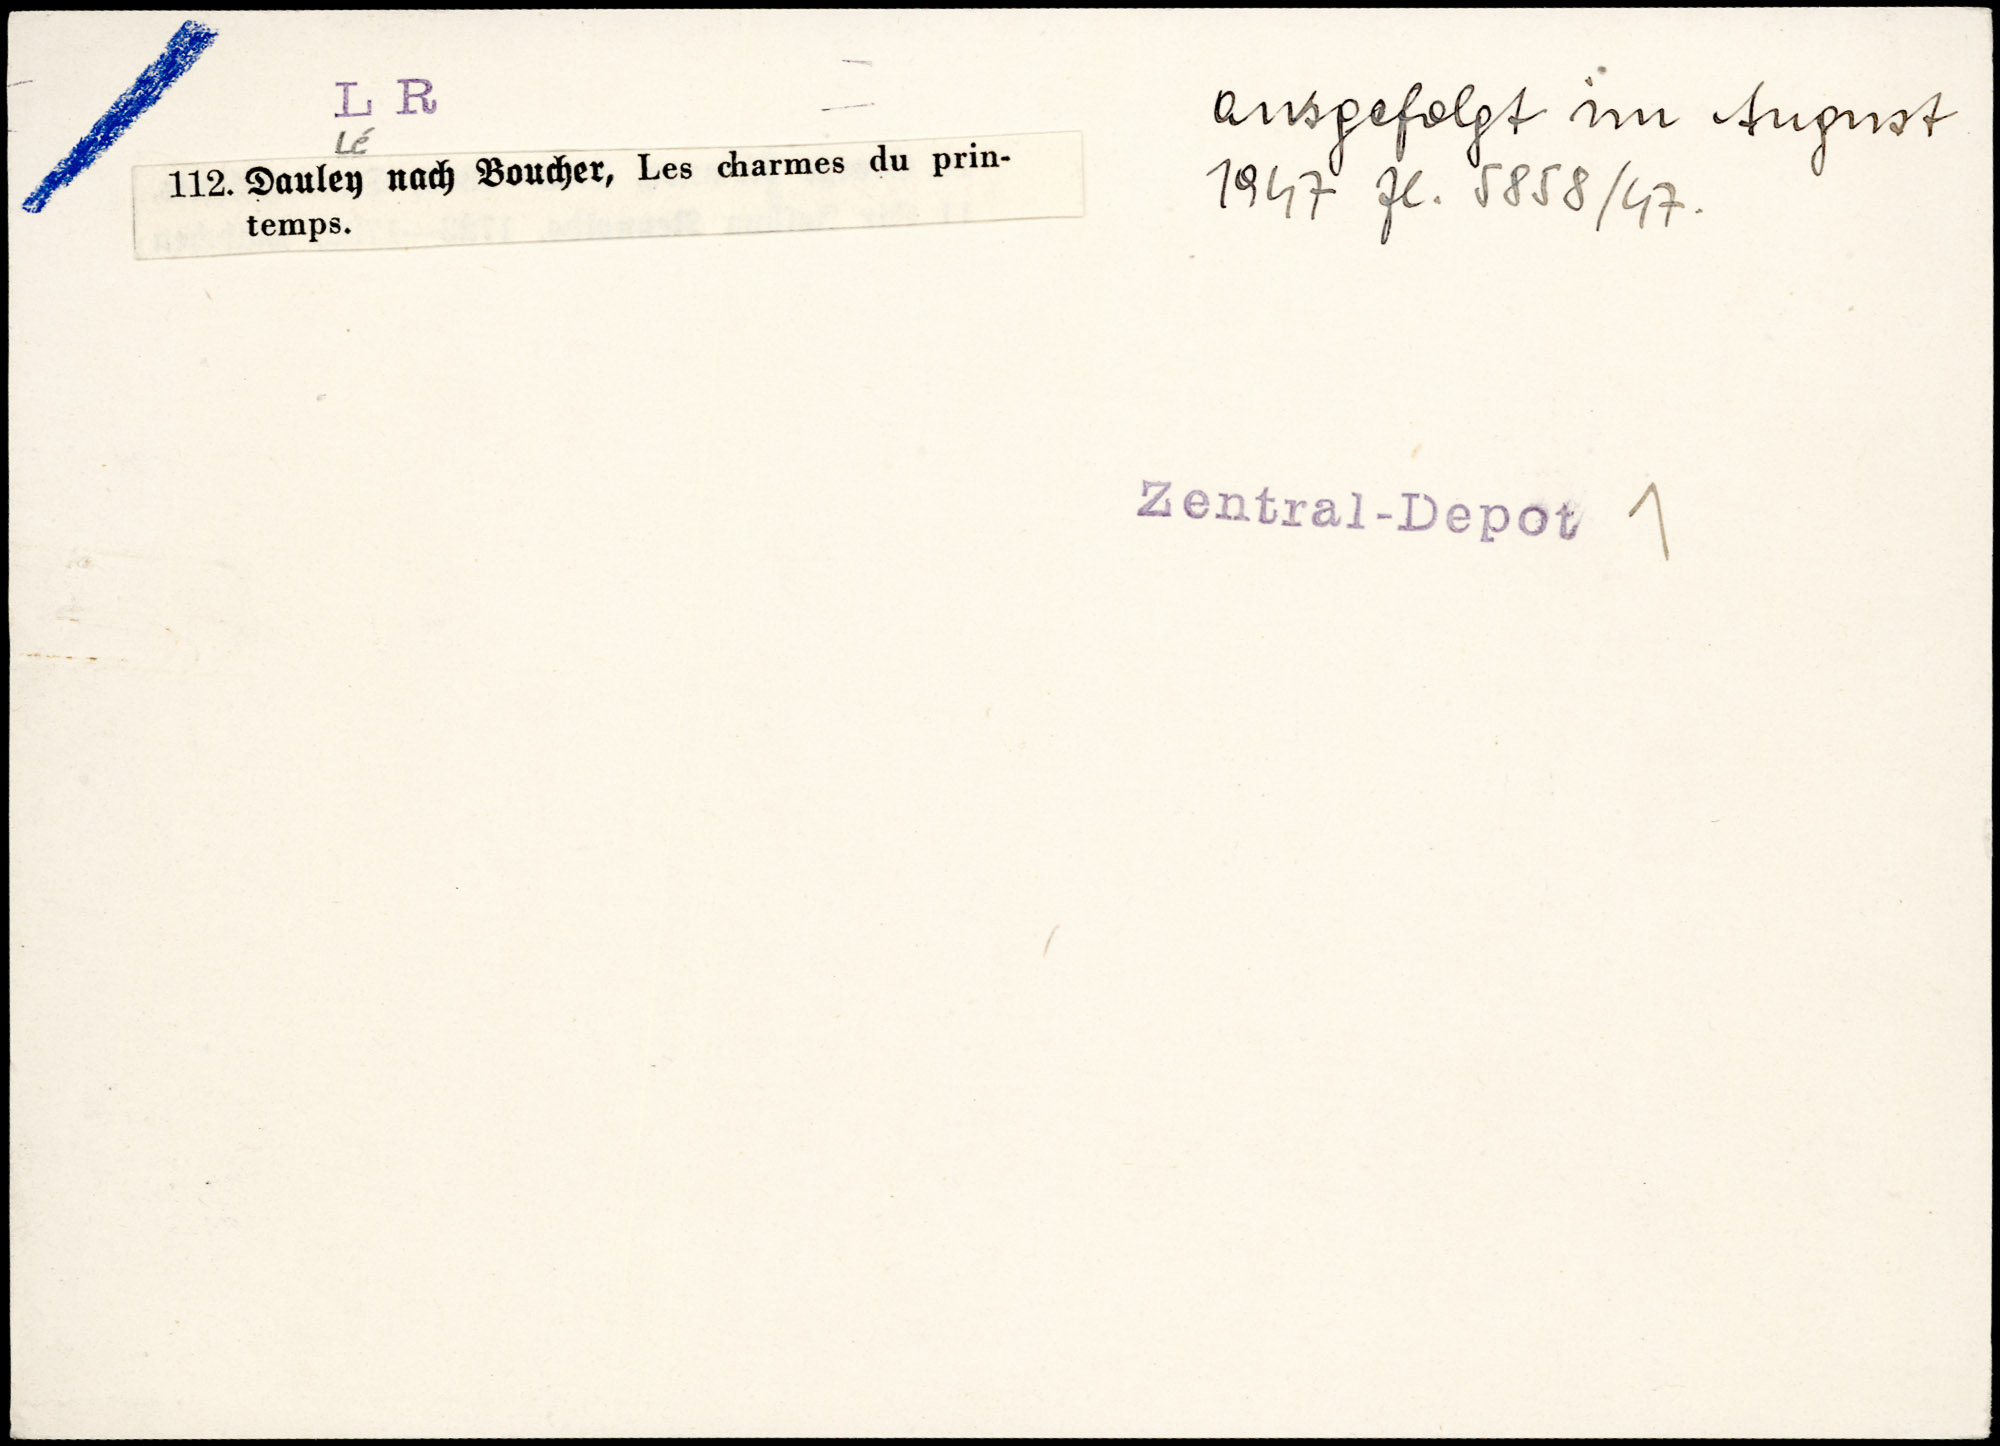 L R
Lé
112. Dauley nach Boucher, Les charmes du prin-
temps.
ausgefolgt im August
1947 Zl. 5858/47.
Zentral-Depot 1